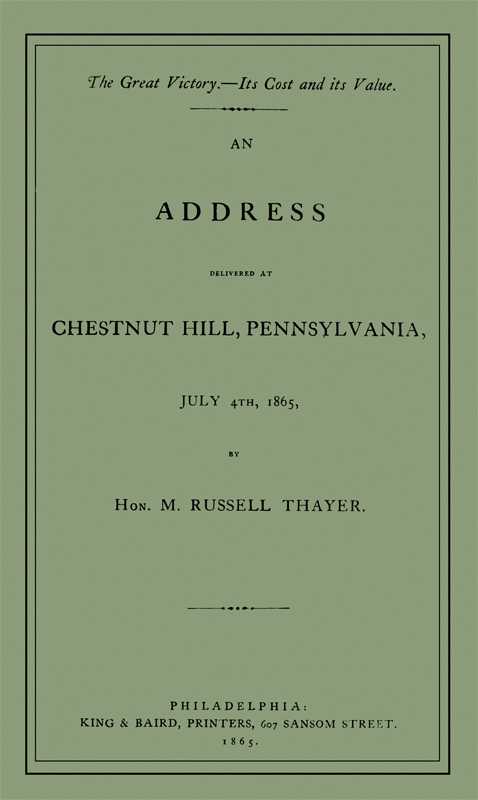 The Great Victory.—Its Cost and its Value.
AN
ADDRESS
DELIVERED AT
CHESTNUT HILL, PENNSYLVANIA,
JULY 4TH, 1865,
BY
HON. M. RUSSELL THAYER.
PHILADELPHIA:
KING & BAIRD, PRINTERS, 607 SANSOM STREET.
1865.